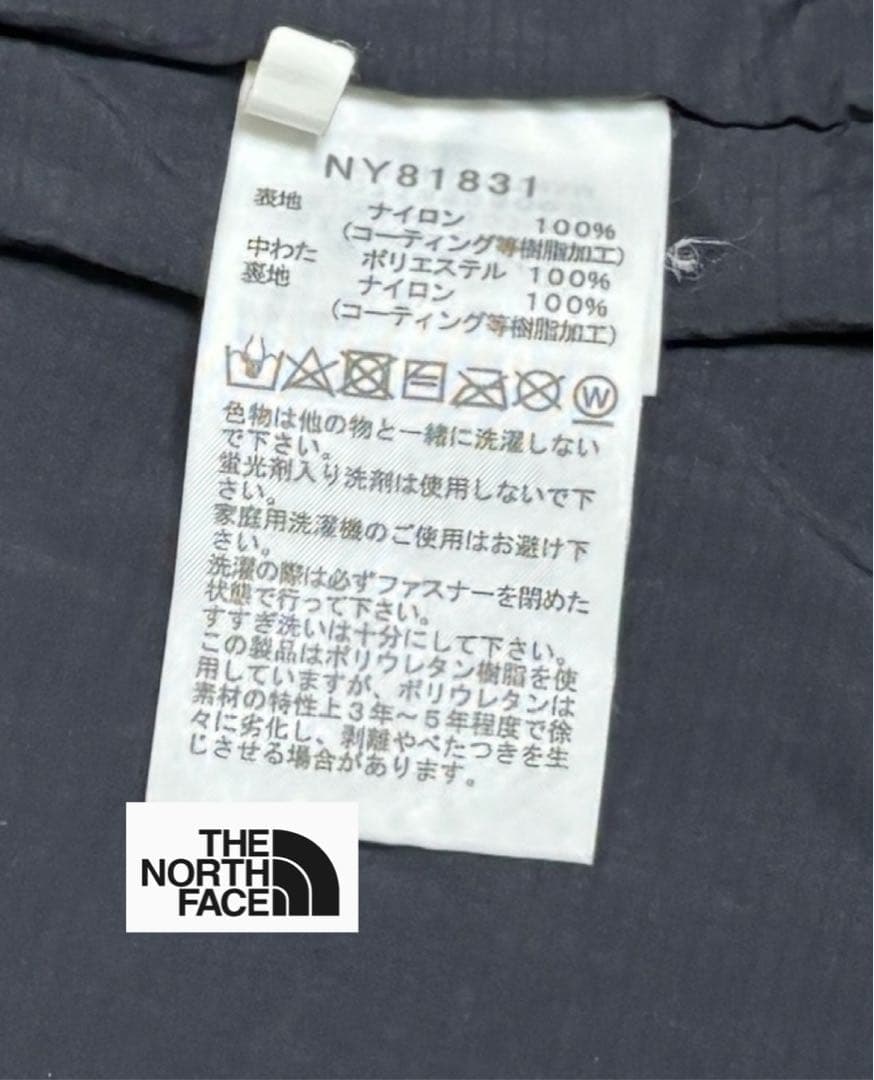 NY81831
表地 ナイロン 100%
(コーティング等樹脂加工)
中わた ポリエステル 100%
裏地 ナイロン 100%
(コーティング等樹脂加工)
W
色物は他の物と一緒に洗濯しない
で下さい。
蛍光剤入り洗剤は使用しないで下
さい。
家庭用洗濯機のご使用はお避け下
さい。
洗濯の際は必ずファスナーを閉めた
状態で行って下さい。
すすぎ洗いは十分にして下さい。
この製品はポリウレタン樹脂を使
用していますが、ポリウレタンは
素材の特性上3年～5年程度で徐
々に劣化し、剥離やべたつきを生
じさせる場合があります。
THE
NORTH
FACE